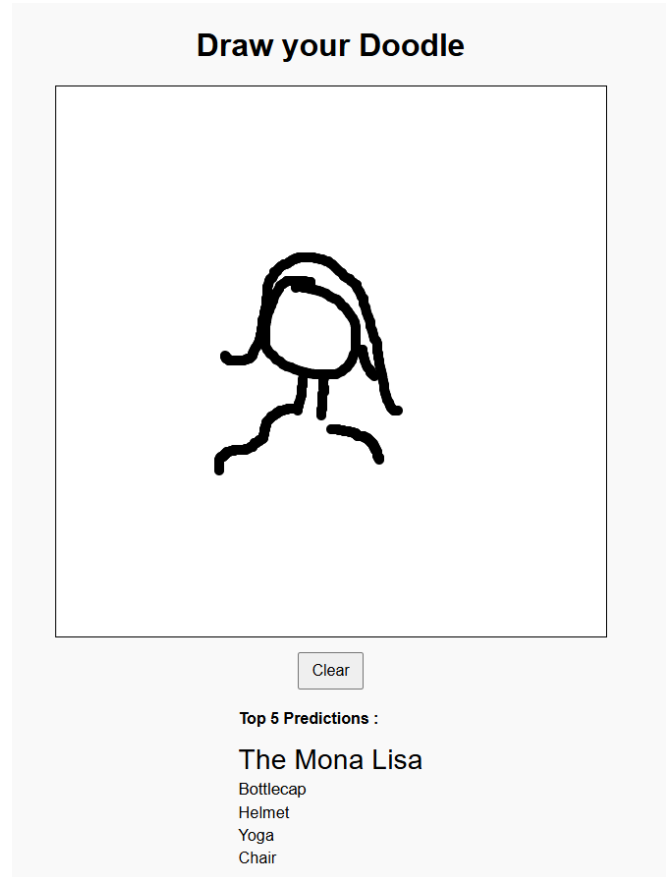 Draw your Doodle
Clear
Top 5 Predictions :
The Mona Lisa
Bottlecap
Helmet
Yoga
Chair